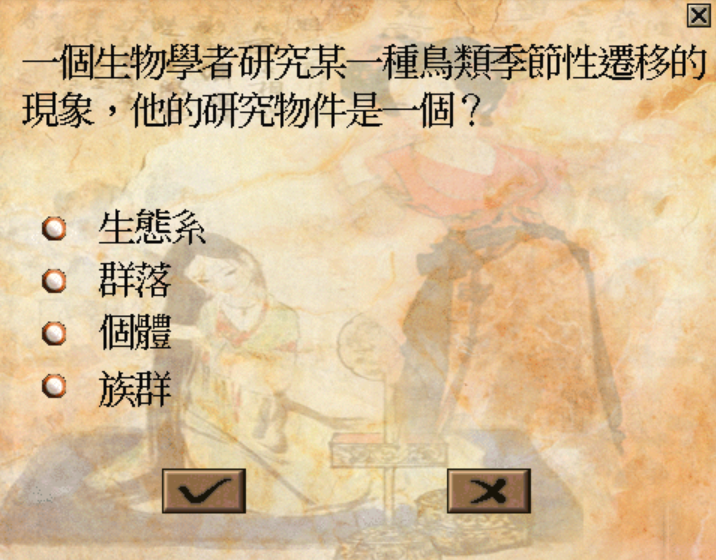 一個生物學者研究某一種鳥類季節性遷移的
現象，他的研究物件是一個？
生態系
群落
個體
族群